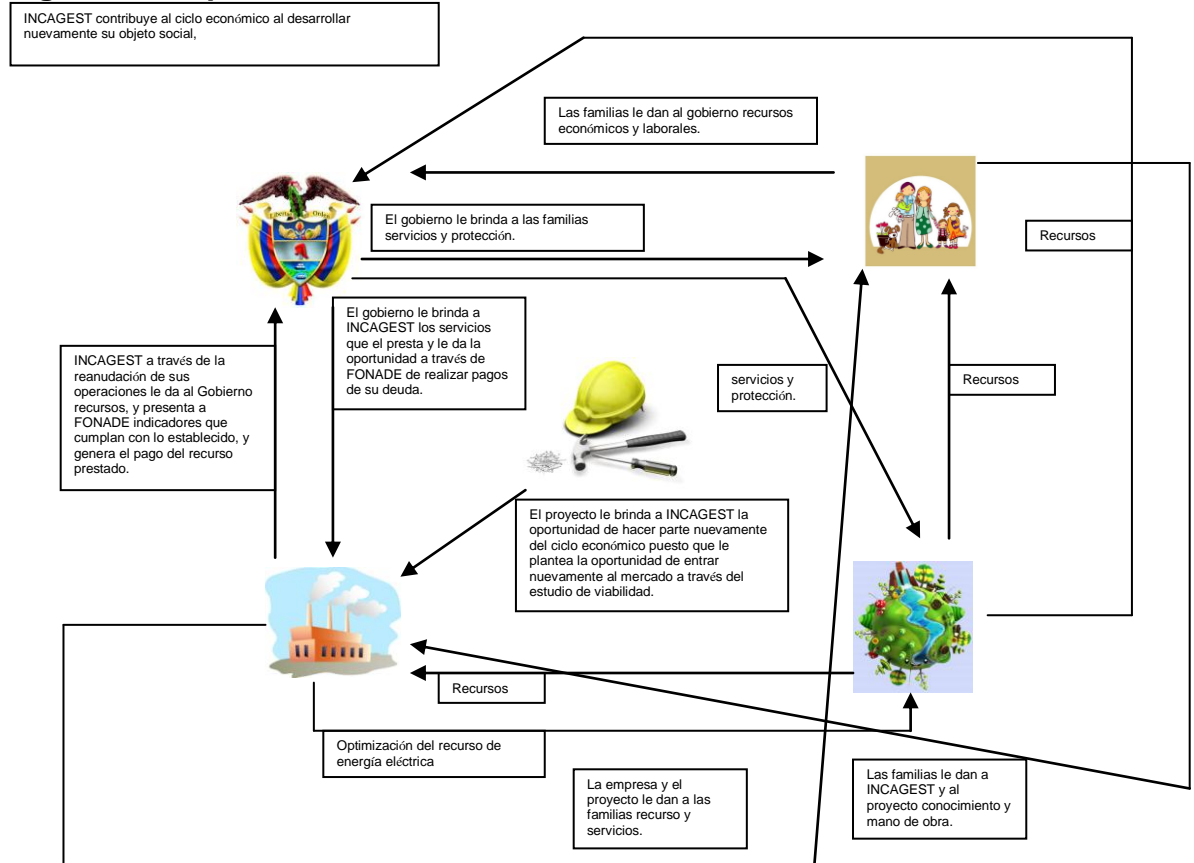 INCAGEST contribuye al ciclo económico al desarrollar
nuevamente su objeto social,
Las familias le dan al gobierno recursos
económicos y laborales.
El gobierno le brinda a las familias
servicios y protección.
Recursos
El gobierno le brinda a
INCAGEST los servicios
que el presta y le da la
oportunidad a través de
FONADE de realizar pagos
de su deuda.
INCAGEST a través de la
reanudación de sus
operaciones le da al Gobierno
recursos, y presenta a
FONADE indicadores que
cumplan con lo establecido, y
genera el pago del recurso
prestado.
servicios y
protección.
Recursos
El proyecto le brinda a INCAGEST la
oportunidad de hacer parte nuevamente
del ciclo económico puesto que le
plantea la oportunidad de entrar
nuevamente al mercado a través del
estudio de viabilidad.
Recursos
Optimización del recurso de
energía eléctrica
La empresa y el
proyecto le dan a las
familias recurso y
servicios.
Las familias le dan a
INCAGEST y al
proyecto conocimiento y
mano de obra.